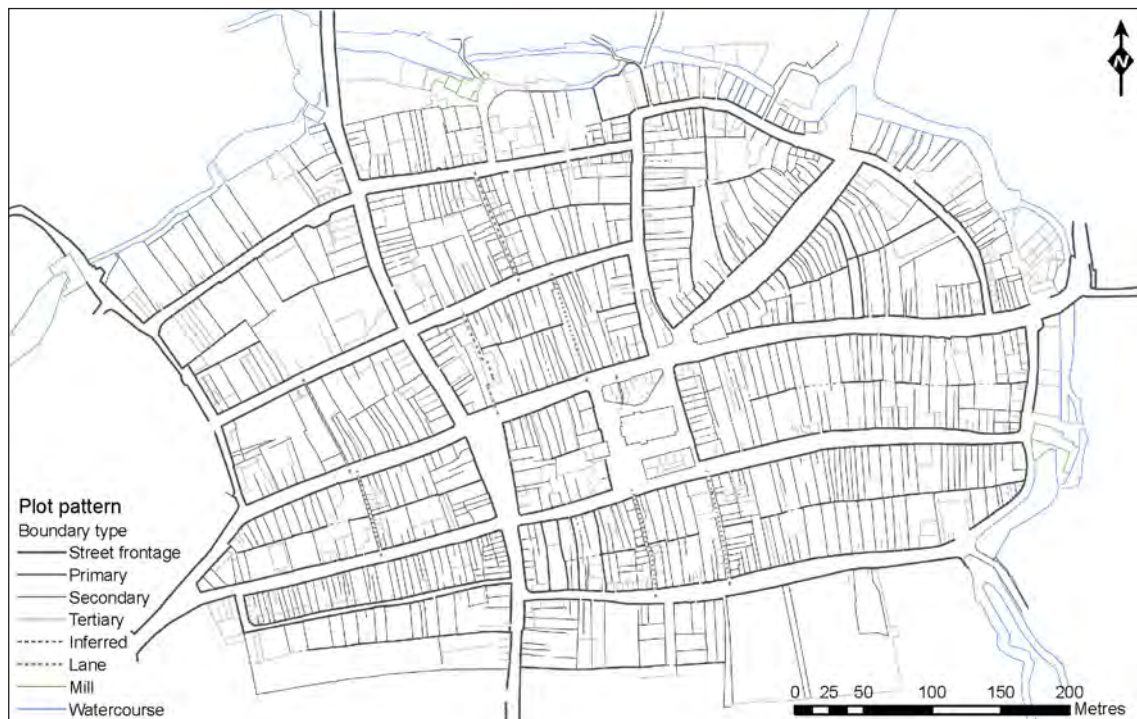 N
Plot pattern
Boundary type
Street frontage
Primary
Secondary
Tertiary
Inferred
Lane
Mill
Watercourse
0 25 50 100 150 200
Metres